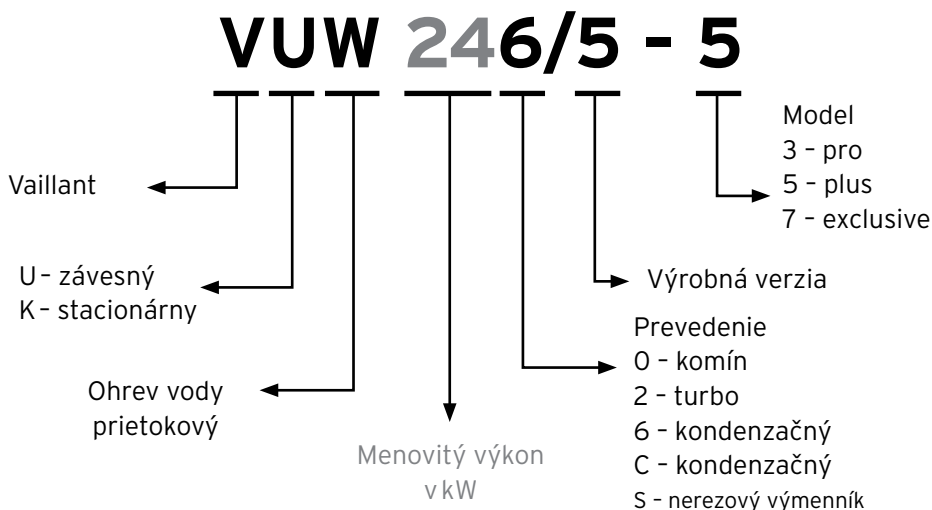 VUW 246/5 - 5
Model
3 – pro
5 – plus
7 – exclusive
Vaillant
U – závesný
K – stacionárny
Výrobná verzia
Prevedenie
0 – komín
2 – turbo
6 – kondenzačný
C – kondenzačný
S – nerezový výmenník
Ohrev vody
prietokový
Menovitý výkon
v kW